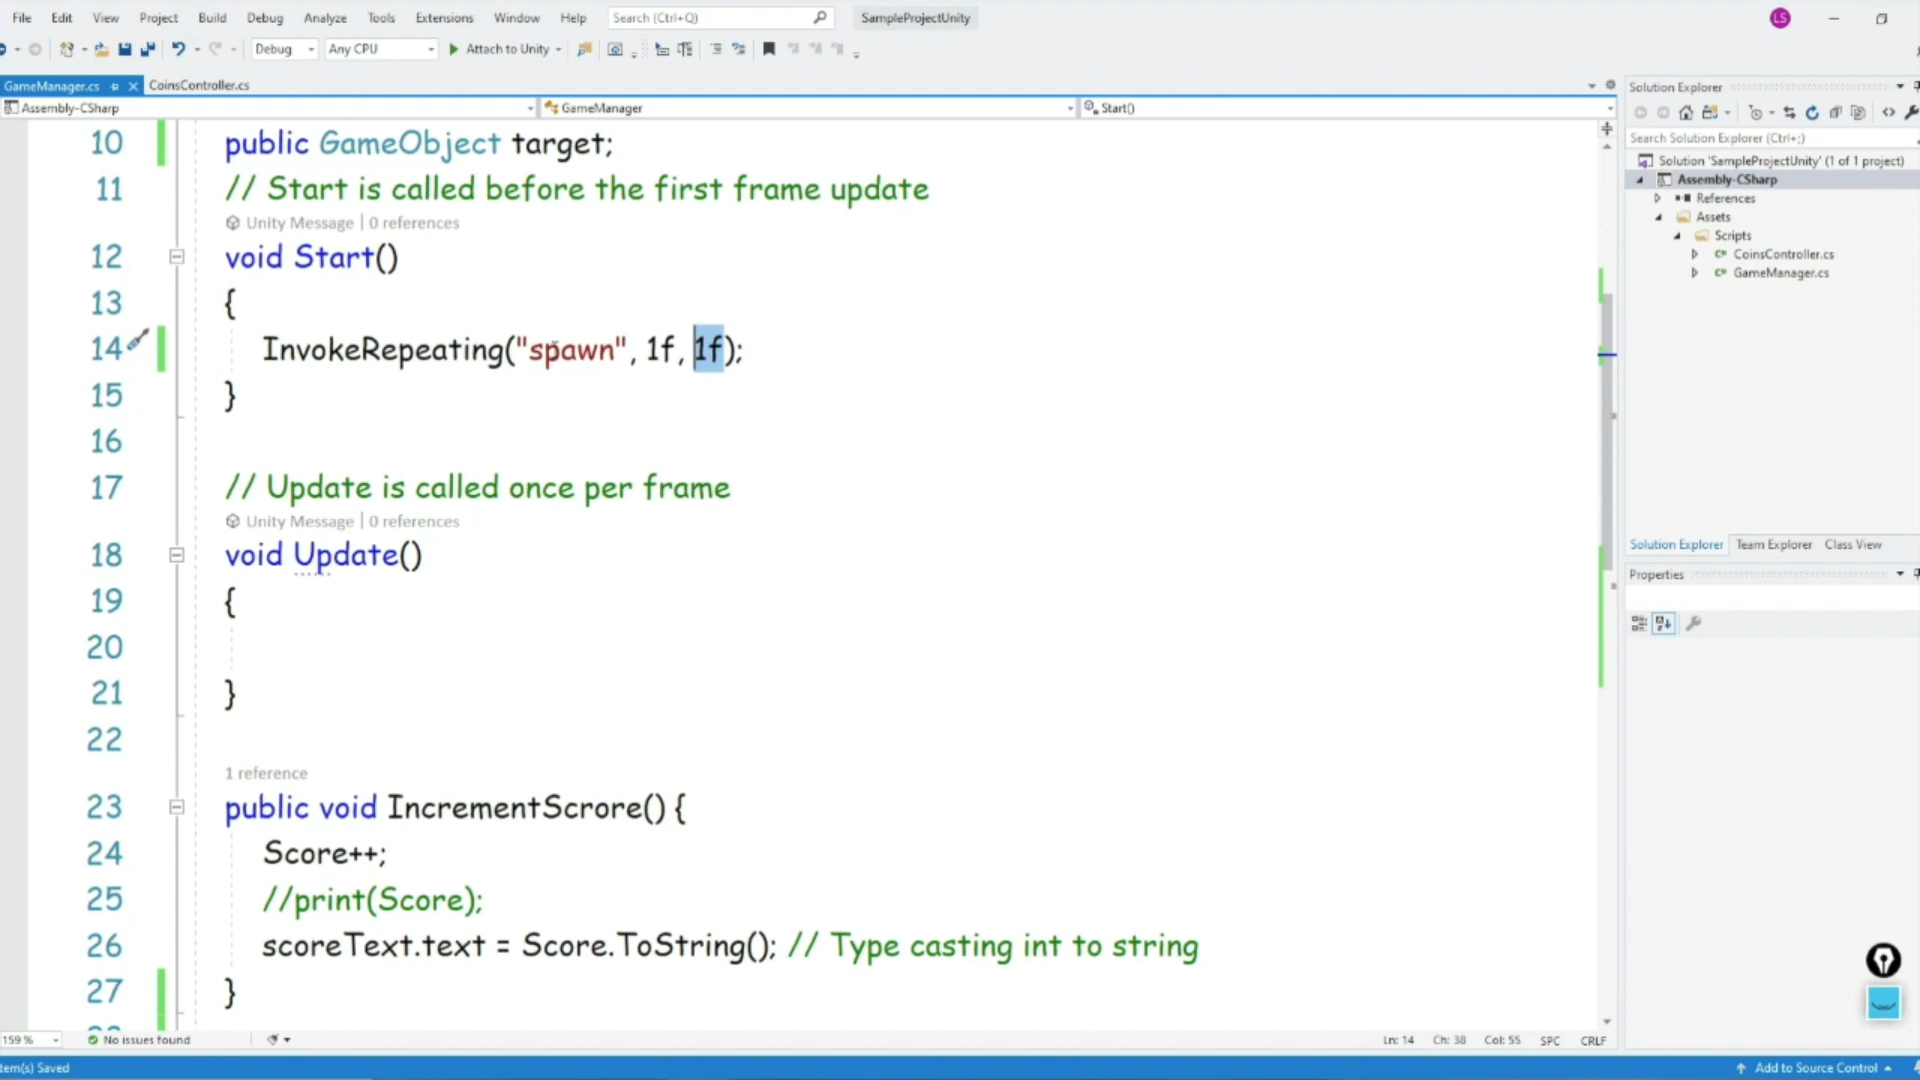 File Edit View Project Build Debug Analyze Tools Extensions Window Help Search (Ctrl+Q) SampleProjectUnity LS
Debug Any CPU Attach to Unity
GameManager.cs CoinsController.cs
Assembly-CSharp GameManager Start()
10 public GameObject target;
11 // Start is called before the first frame update
Unity Message | 0 references
12 void Start()
13 {
14 InvokeRepeating("spawn", 1f, 1f);
15 }
16
17 // Update is called once per frame
Unity Message | 0 references
18 void Update()
19 {
20
21 }
22
1 reference
23 public void IncrementScrore() {
24 Score++;
25 //print(Score);
26 scoreText.text = Score.ToString(); // Type casting int to string
27 }
159 % No issues found Ln: 14 Ch: 38 Col: 55 SPC CRLF
tem(s) Saved Add to Source Control
Solution Explorer
Search Solution Explorer (Ctrl+;)
Solution 'SampleProjectUnity' (1 of 1 project)
Assembly-CSharp
References
Assets
Scripts
CoinsController.cs
GameManager.cs
Solution Explorer Team Explorer Class View
Properties